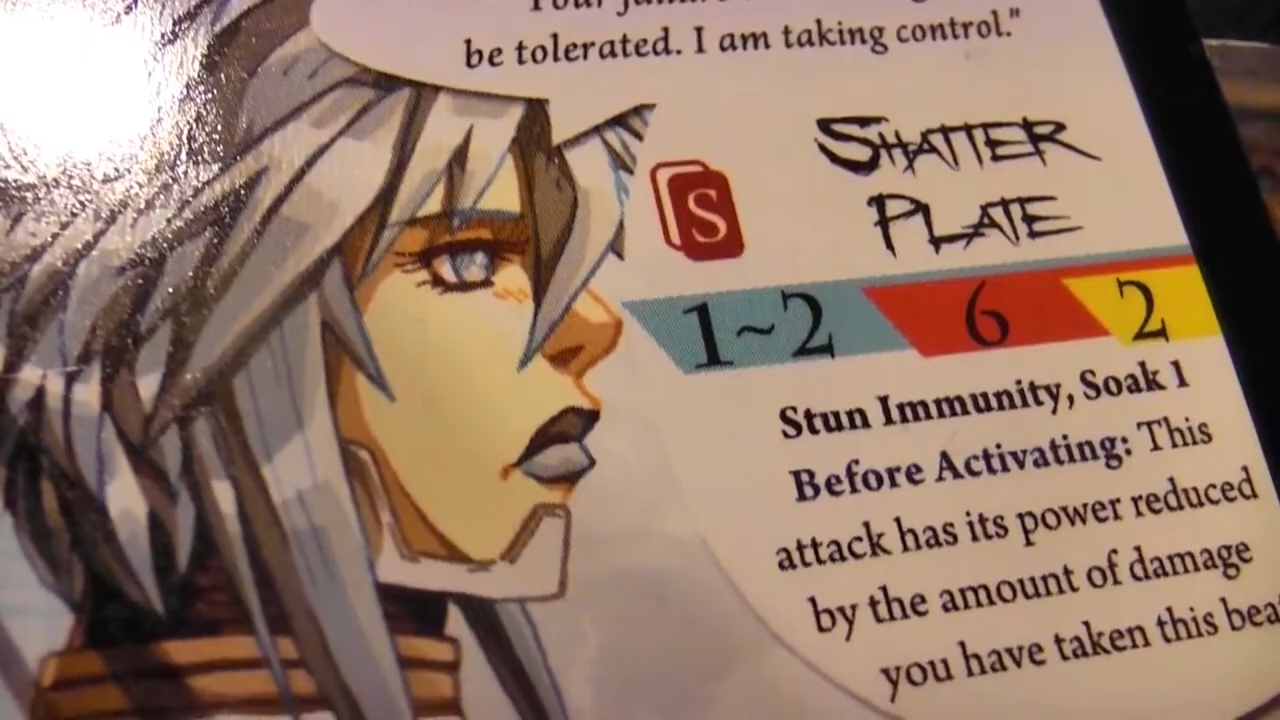 be tolerated. I am taking control."
SHATTER
PLATE
S
1~2 6 2
Stun Immunity, Soak 1
Before Activating: This
attack has its power reduced
by the amount of damage
you have taken this